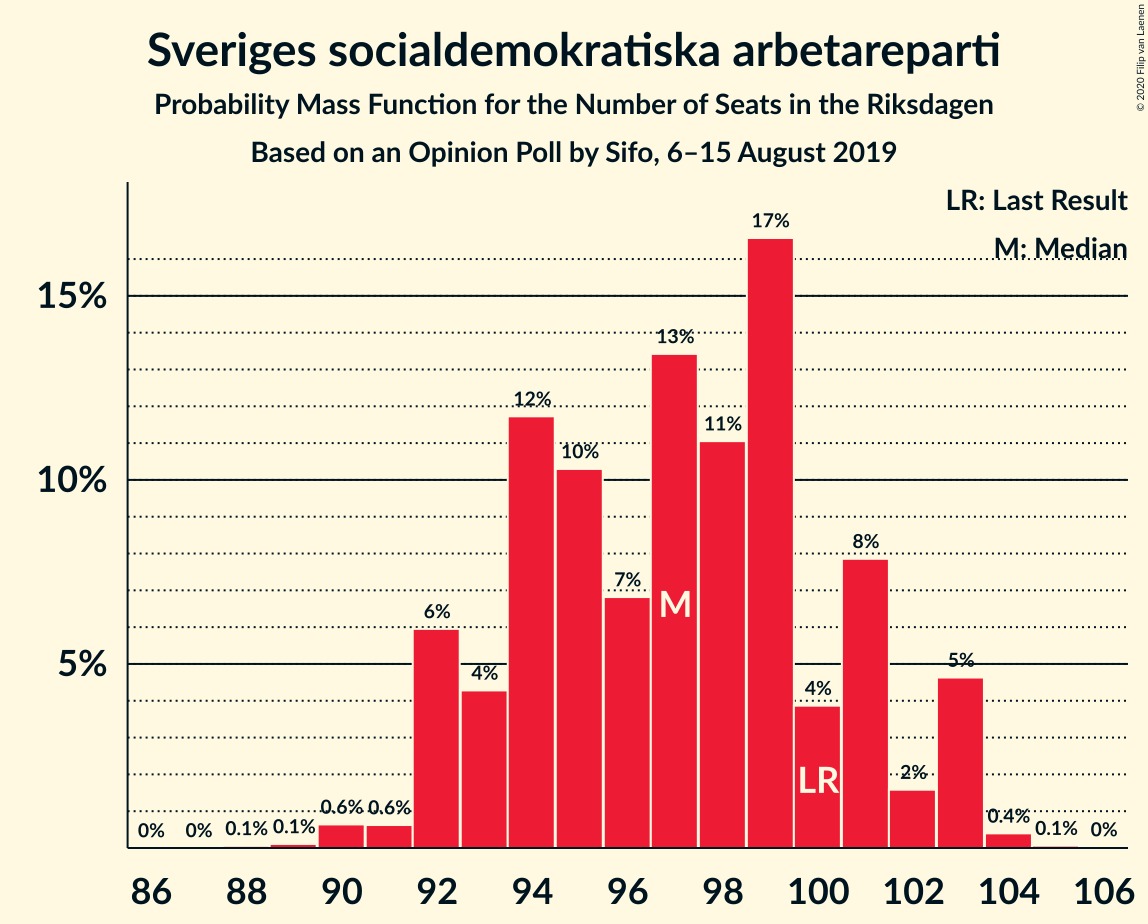 Sveriges socialdemokratiska arbetareparti
Probability Mass Function for the Number of Seats in the Riksdagen
Based on an Opinion Poll by Sifo, 6–15 August 2019
© 2020 Filip van Laenen
LR: Last Result
M: Median
15%
10%
5%
0%
0%
0.1%
0.1%
0.6%
0.6%
6%
4%
12%
10%
7%
13%
11%
17%
4%
8%
2%
5%
0.4%
0.1%
0%
M
LR
86 88 90 92 94 96 98 100 102 104 106